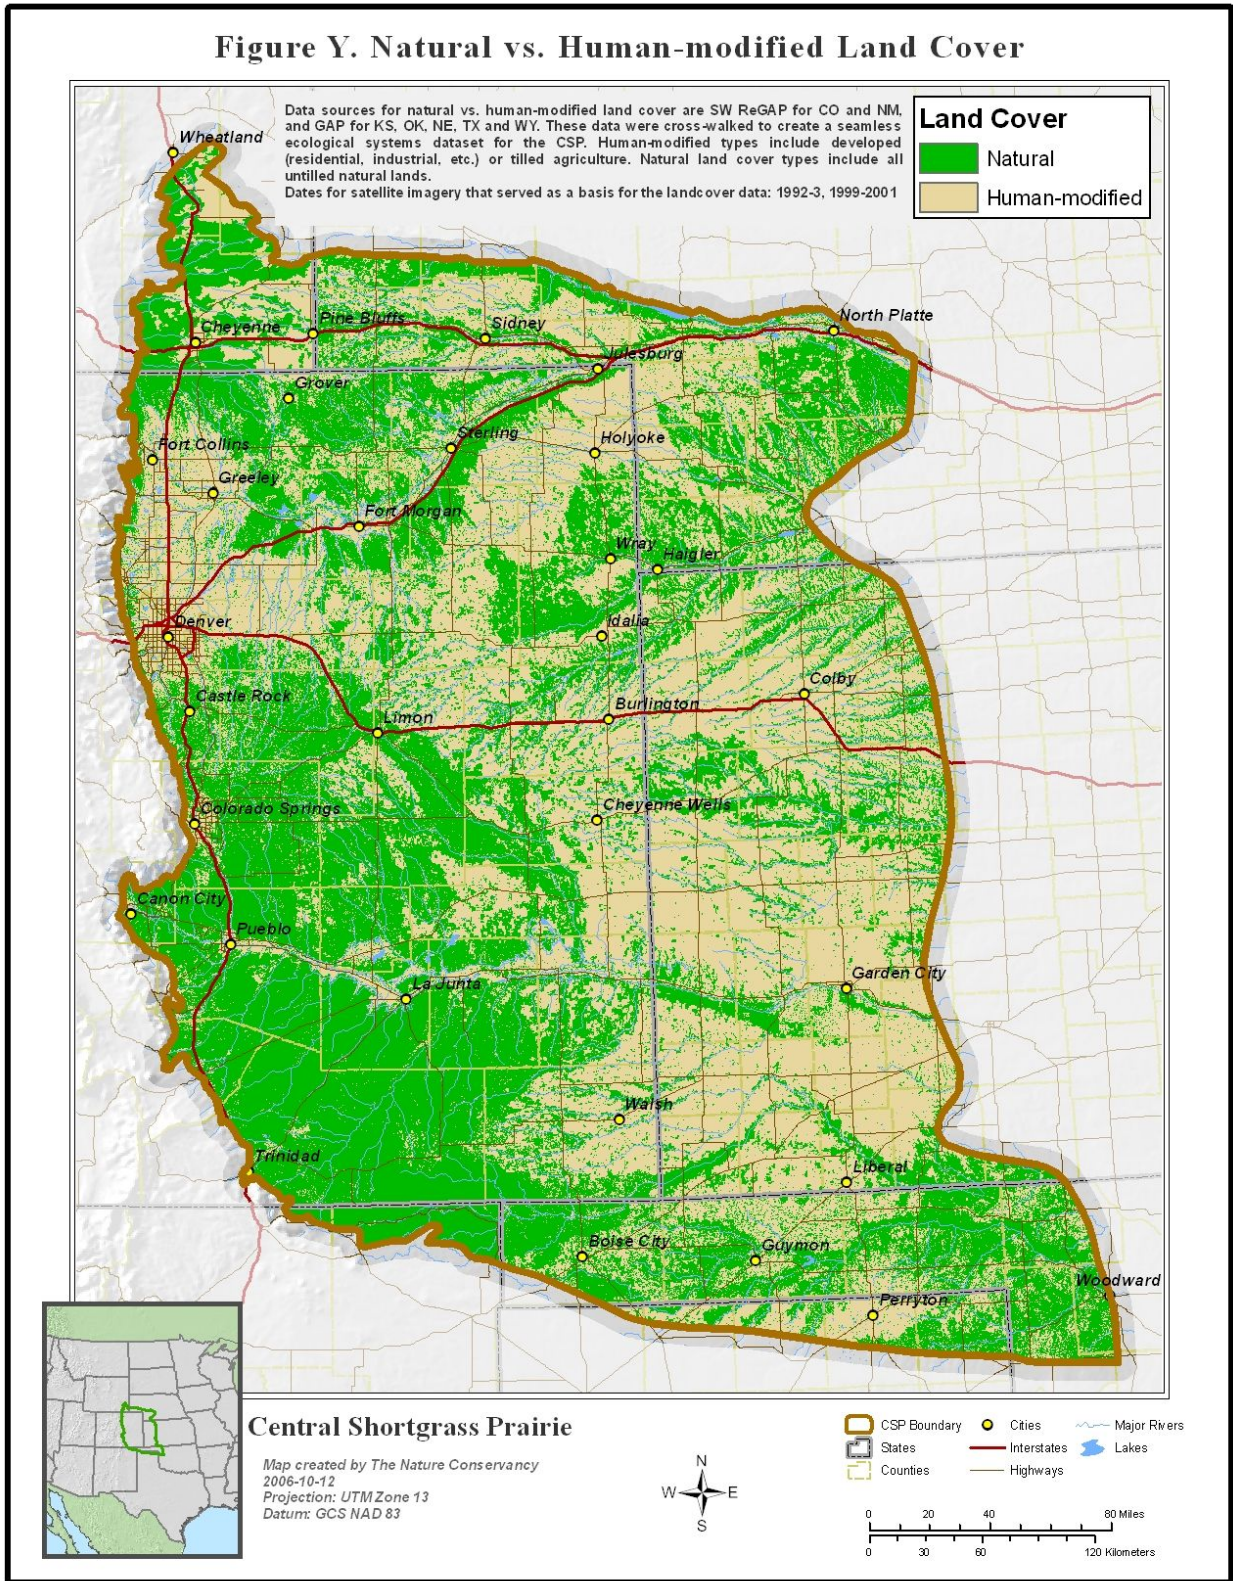 Figure Y. Natural vs. Human-modified Land Cover
Data sources for natural vs. human-modified land cover are SW ReGAP for CO and NM,
and GAP for KS, OK, NE, TX and WY. These data were cross-walked to create a seamless
ecological systems dataset for the CSP. Human-modified types include developed
(residential, industrial, etc.) or tilled agriculture. Natural land cover types include all
untilled natural lands.
Dates for satellite imagery that served as a basis for the landcover data: 1992-3, 1999-2001
Land Cover
Natural
Human-modified
Wheatland
Cheyenne
Pine Bluffs
Sidney
North Platte
Julesburg
Grover
Fort Collins
Sterling
Holyoke
Greeley
Fort Morgan
Wray
Haigler
Denver
Idalia
Castle Rock
Limon
Burlington
Colby
Colorado Springs
Cheyenne Wells
Canon City
Pueblo
La Junta
Garden City
Walsh
Trinidad
Liberal
Boise City
Guymon
Woodward
Perryton
Central Shortgrass Prairie
Map created by The Nature Conservancy
2006-10-12
Projection: UTM Zone 13
Datum: GCS NAD 83
N
W E
S
CSP Boundary
Cities
Major Rivers
States
Interstates
Lakes
Counties
Highways
0 20 40 80 Miles
0 30 60 120 Kilometers